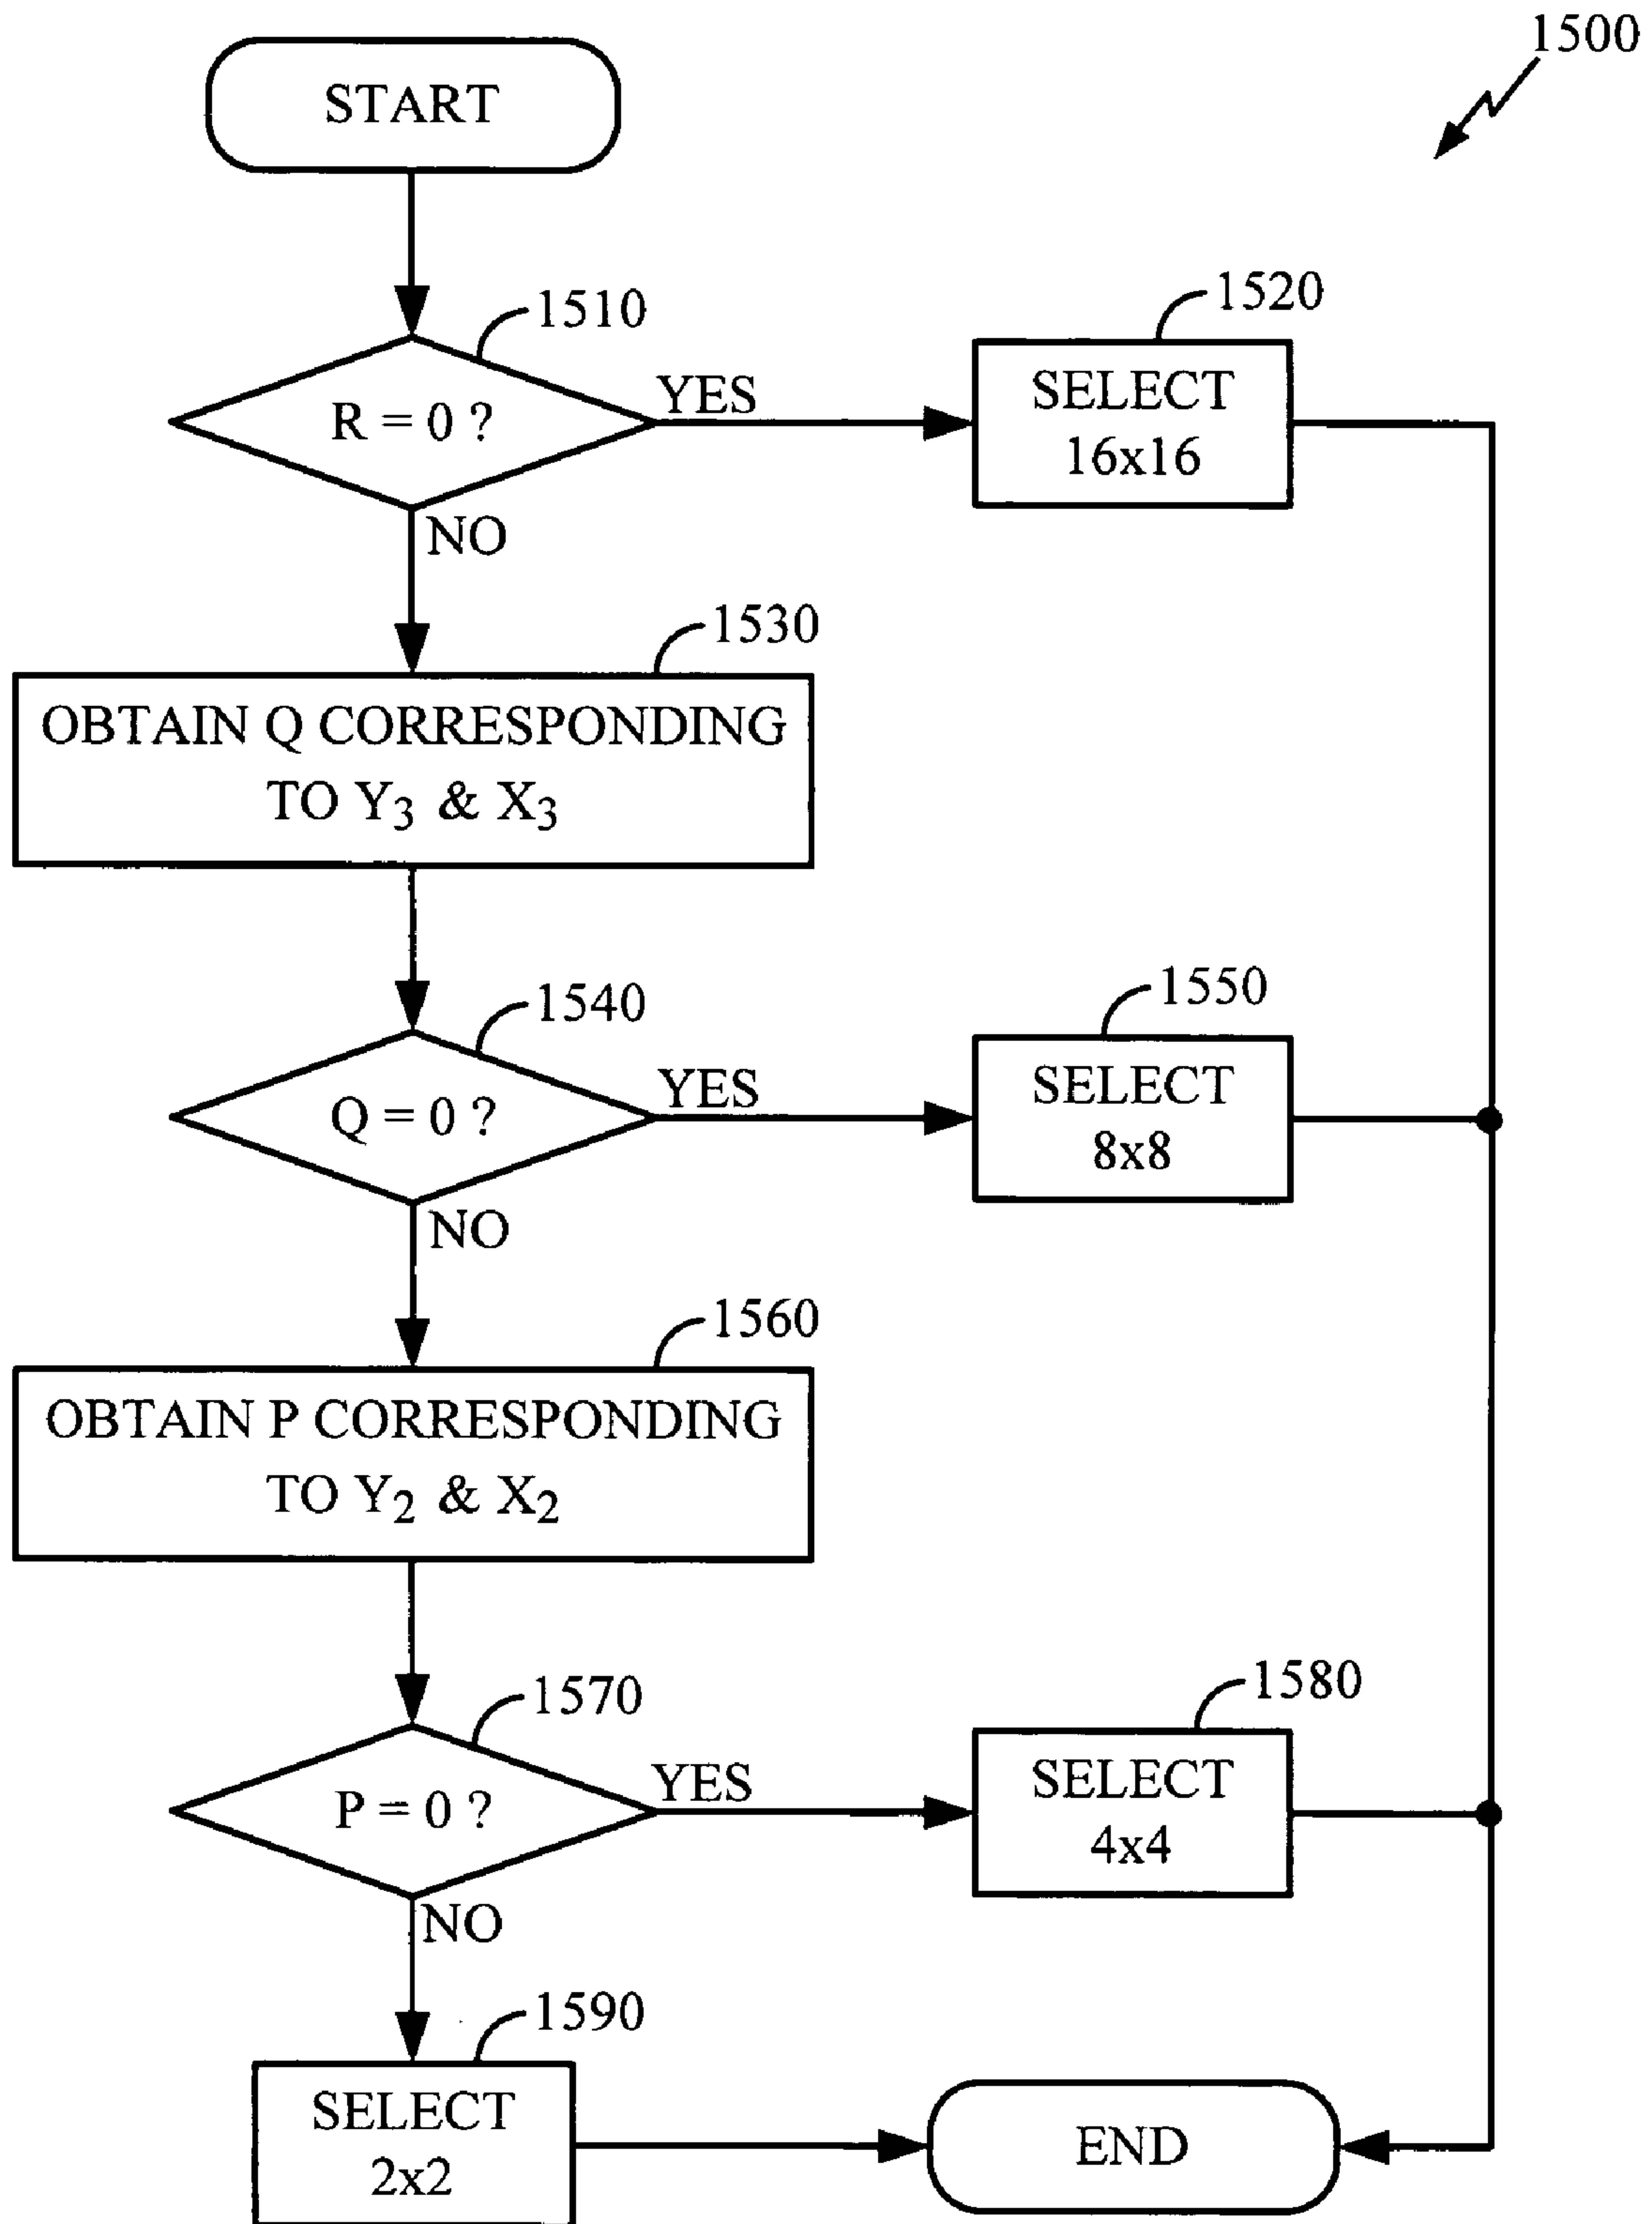 1500
START
1510
R = 0 ?
YES
1520
SELECT
16x16
NO
1530
OBTAIN Q CORRESPONDING
TO Y3 & X3
1540
Q = 0 ?
YES
1550
SELECT
8x8
NO
1560
OBTAIN P CORRESPONDING
TO Y2 & X2
1570
P = 0 ?
YES
1580
SELECT
4x4
NO
1590
SELECT
2x2
END